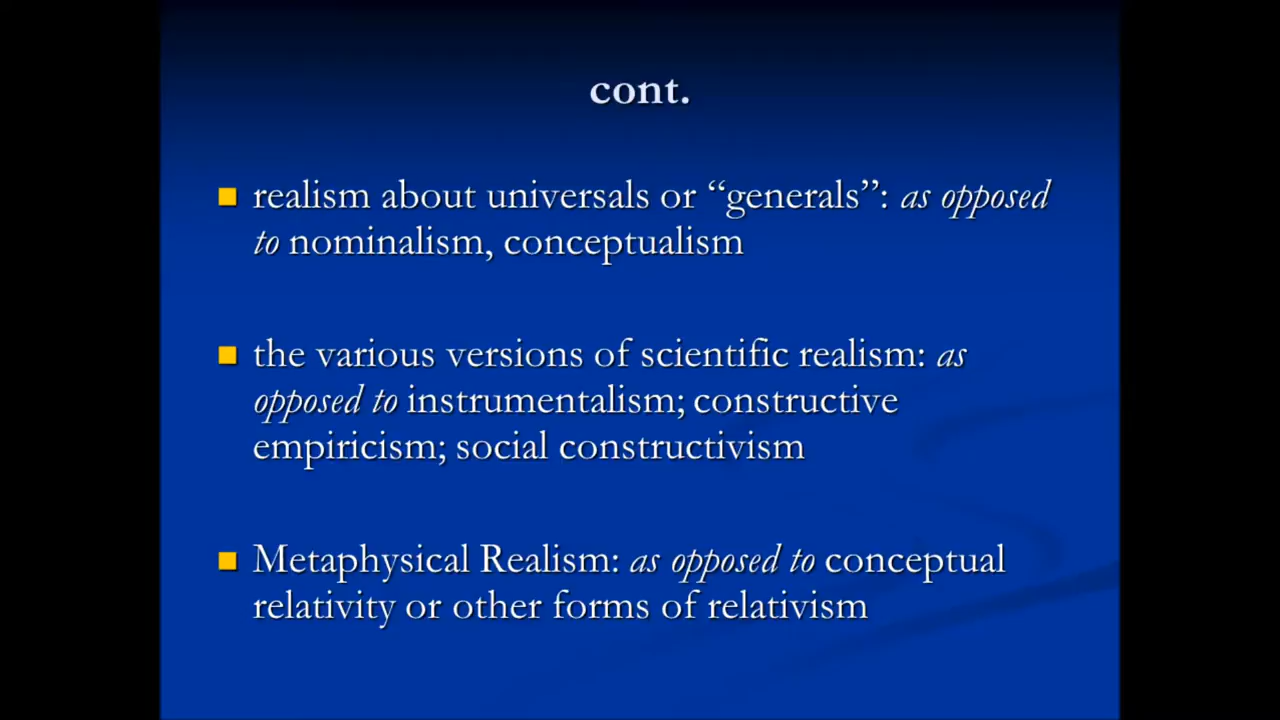 cont.
realism about universals or “generals”: as opposed
to nominalism, conceptualism
the various versions of scientific realism: as
opposed to instrumentalism; constructive
empiricism; social constructivism
Metaphysical Realism: as opposed to conceptual
relativity or other forms of relativism